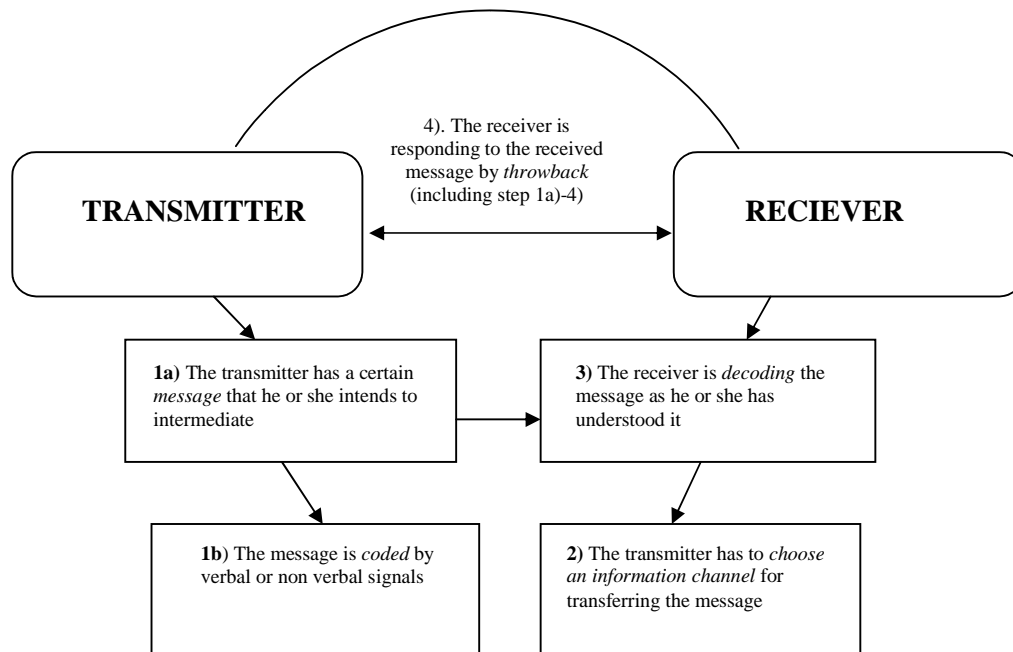 4). The receiver is
responding to the received
message by throwback
(including step 1a)-4)
TRANSMITTER
RECIEVER
1a) The transmitter has a certain
message that he or she intends to
intermediate
3) The receiver is decoding the
message as he or she has
understood it
1b) The message is coded by
verbal or non verbal signals
2) The transmitter has to choose
an information channel for
transferring the message